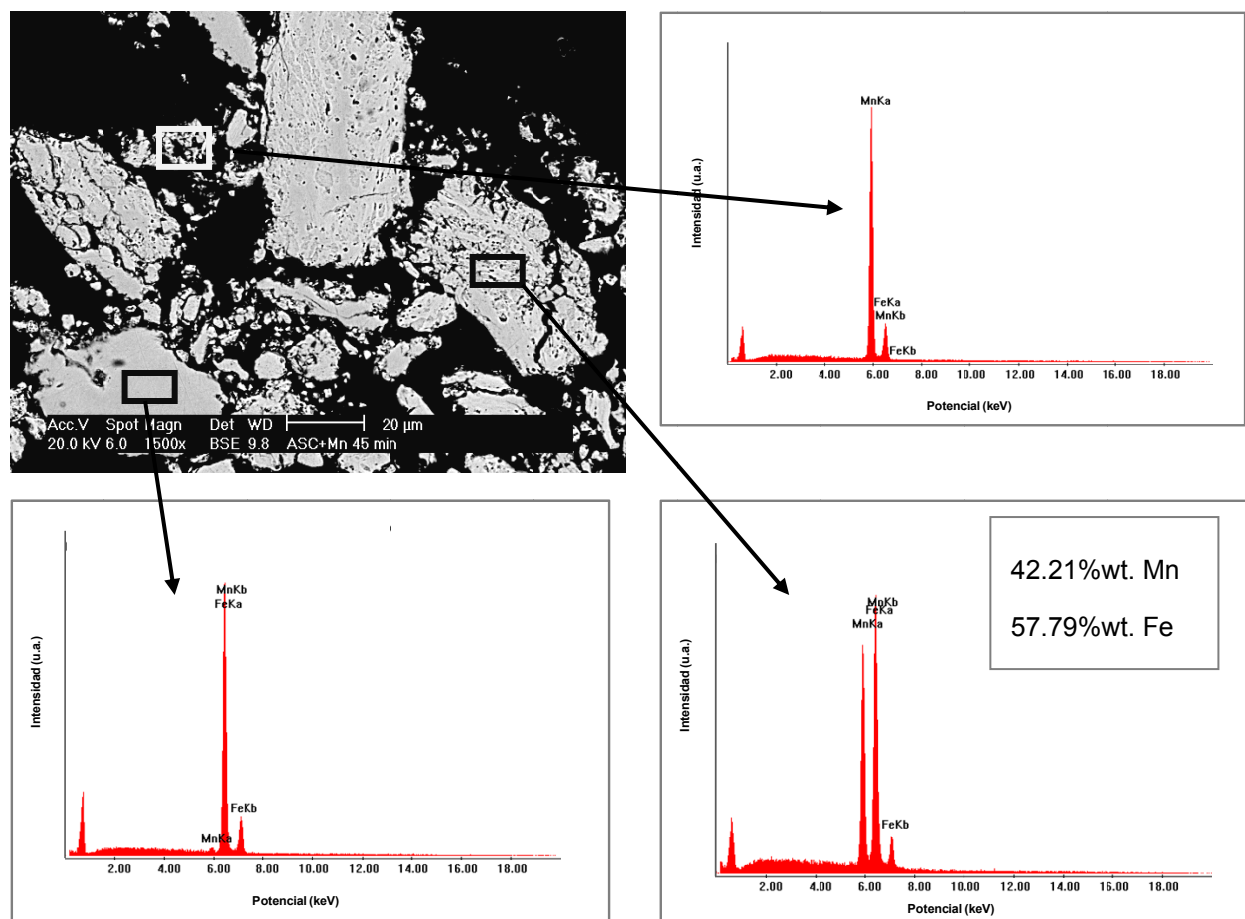 Acc.V Spot Magn Det WD 20 µm
20.0 kV 6.0 1500x BSE 9.8 ASC+Mn 45 min
Intensidad (u.a.)
MnKa
FeKa
MnKb
FeKb
2.00 4.00 6.00 8.00 10.00 12.00 14.00 16.00 18.00
Potencial (keV)
Intensidad (u.a.)
MnKb
FeKa
FeKb
MnKa
2.00 4.00 6.00 8.00 10.00 12.00 14.00 16.00 18.00
Potencial (keV)
42.21%wt. Mn
57.79%wt. Fe
Intensidad (u.a.)
MnKb
FeKa
MnKa
FeKb
2.00 4.00 6.00 8.00 10.00 12.00 14.00 16.00 18.00
Potencial (keV)